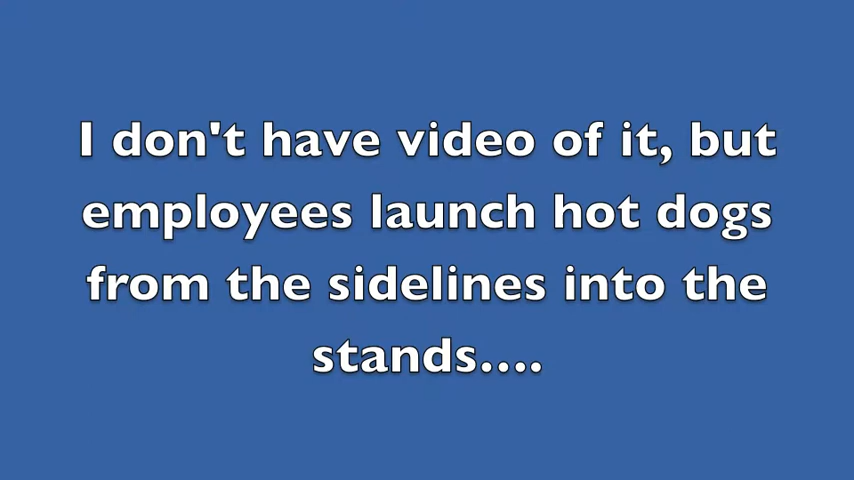 I don't have video of it, but
employees launch hot dogs
from the sidelines into the
stands....